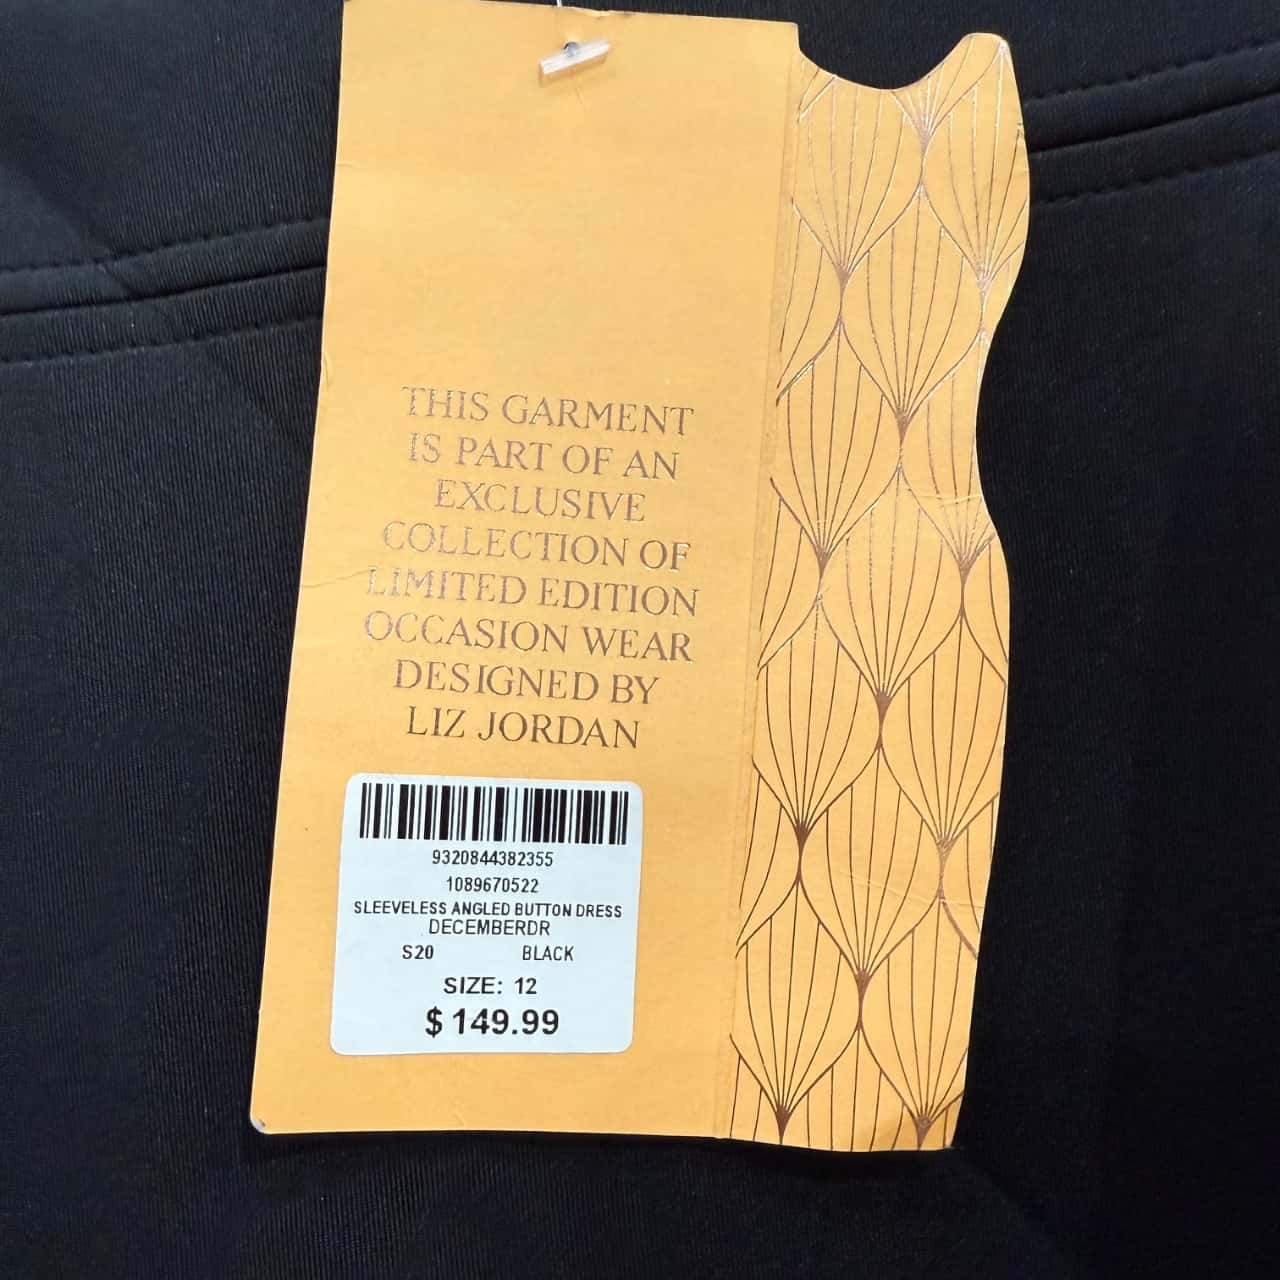 THIS GARMENT
IS PART OF AN
EXCLUSIVE
COLLECTION OF
LIMITED EDITION
OCCASION WEAR
DESIGNED BY
LIZ JORDAN
9320844382355
1089670522
SLEEVELESS ANGLED BUTTON DRESS
DECEMBERDR
S20 BLACK
SIZE: 12
$ 149.99